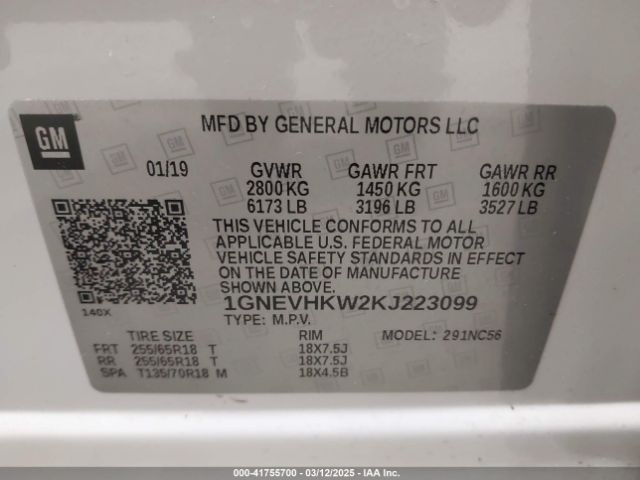 GM
MFD BY GENERAL MOTORS LLC
01/19 GVWR GAWR FRT GAWR RR
2800 KG 1450 KG 1600 KG
6173 LB 3196 LB 3527 LB
THIS VEHICLE CONFORMS TO ALL
APPLICABLE U.S. FEDERAL MOTOR
VEHICLE SAFETY STANDARDS IN EFFECT
ON THE DATE OF MANUFACTURE
SHOWN ABOVE.
1GNEVHKW2KJ223099
140X
TYPE: M.P.V.
TIRE SIZE RIM MODEL: 291NC56
FRT 255/65R18 T 18X7.5J
RR 255/65R18 T 18X7.5J
SPA T135/70R18 M 18X4.5B
000-41755700 - 03/12/2025 - IAAI.COM